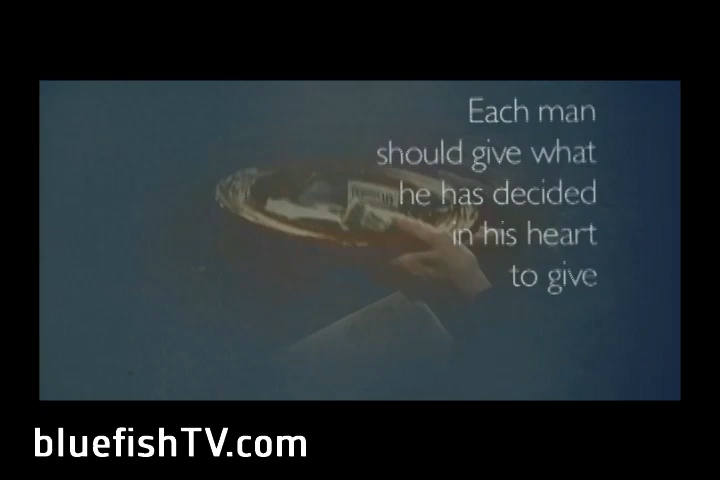 Each man
should give what
he has decided
in his heart
to give
bluefishTV.com